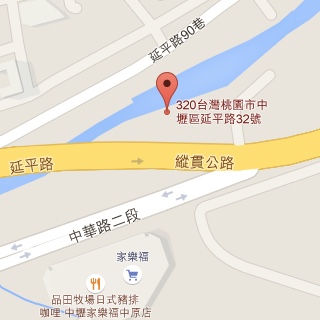 延平路90巷
320台灣桃園市中
壢區延平路32號
延平路
縱貫公路
中華路二段
家樂福
品田牧場日式豬排
咖哩 中壢家樂福中原店